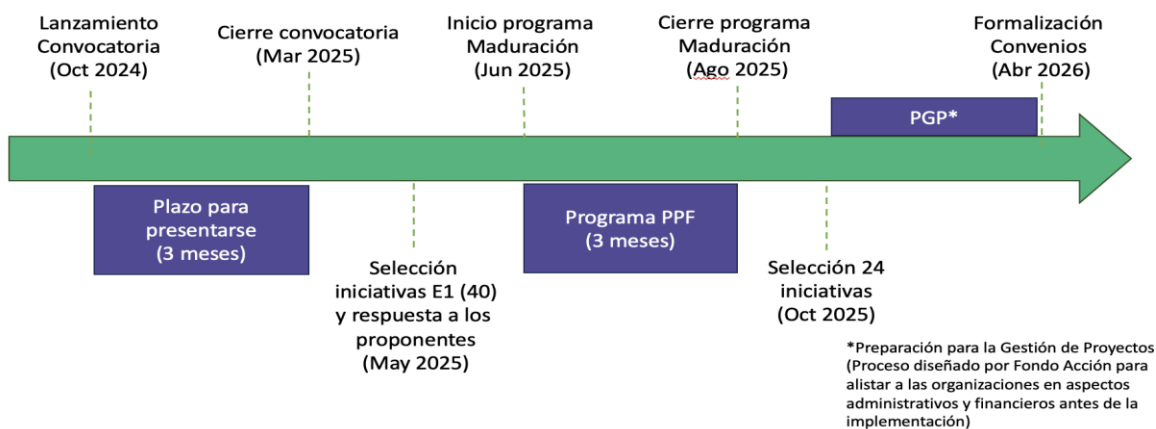 Lanzamiento
Convocatoria
(Oct 2024)
Cierre convocatoria
(Mar 2025)
Inicio programa
Maduración
(Jun 2025)
Cierre programa
Maduración
(Ago 2025)
Formalización
Convenios
(Abr 2026)
PGP*
Plazo para
presentarse
(3 meses)
Programa PPF
(3 meses)
Selección
iniciativas E1 (40)
y respuesta a los
proponentes
(May 2025)
Selección 24
iniciativas
(Oct 2025)
*Preparación para la Gestión de Proyectos
(Proceso diseñado por Fondo Acción para
alistar a las organizaciones en aspectos
administrativos y financieros antes de la
implementación)